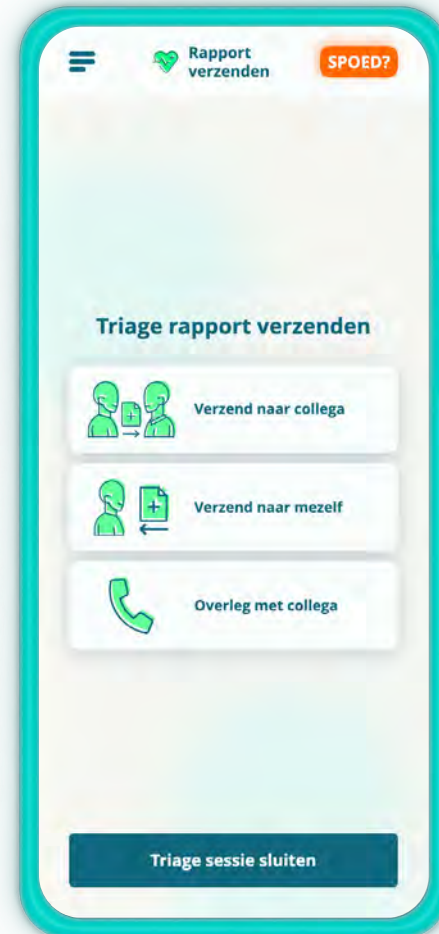 Rapport
verzenden
SPOED?
Triage rapport verzenden
Verzend naar collega
Verzend naar mezelf
Overleg met collega
Triage sessie sluiten